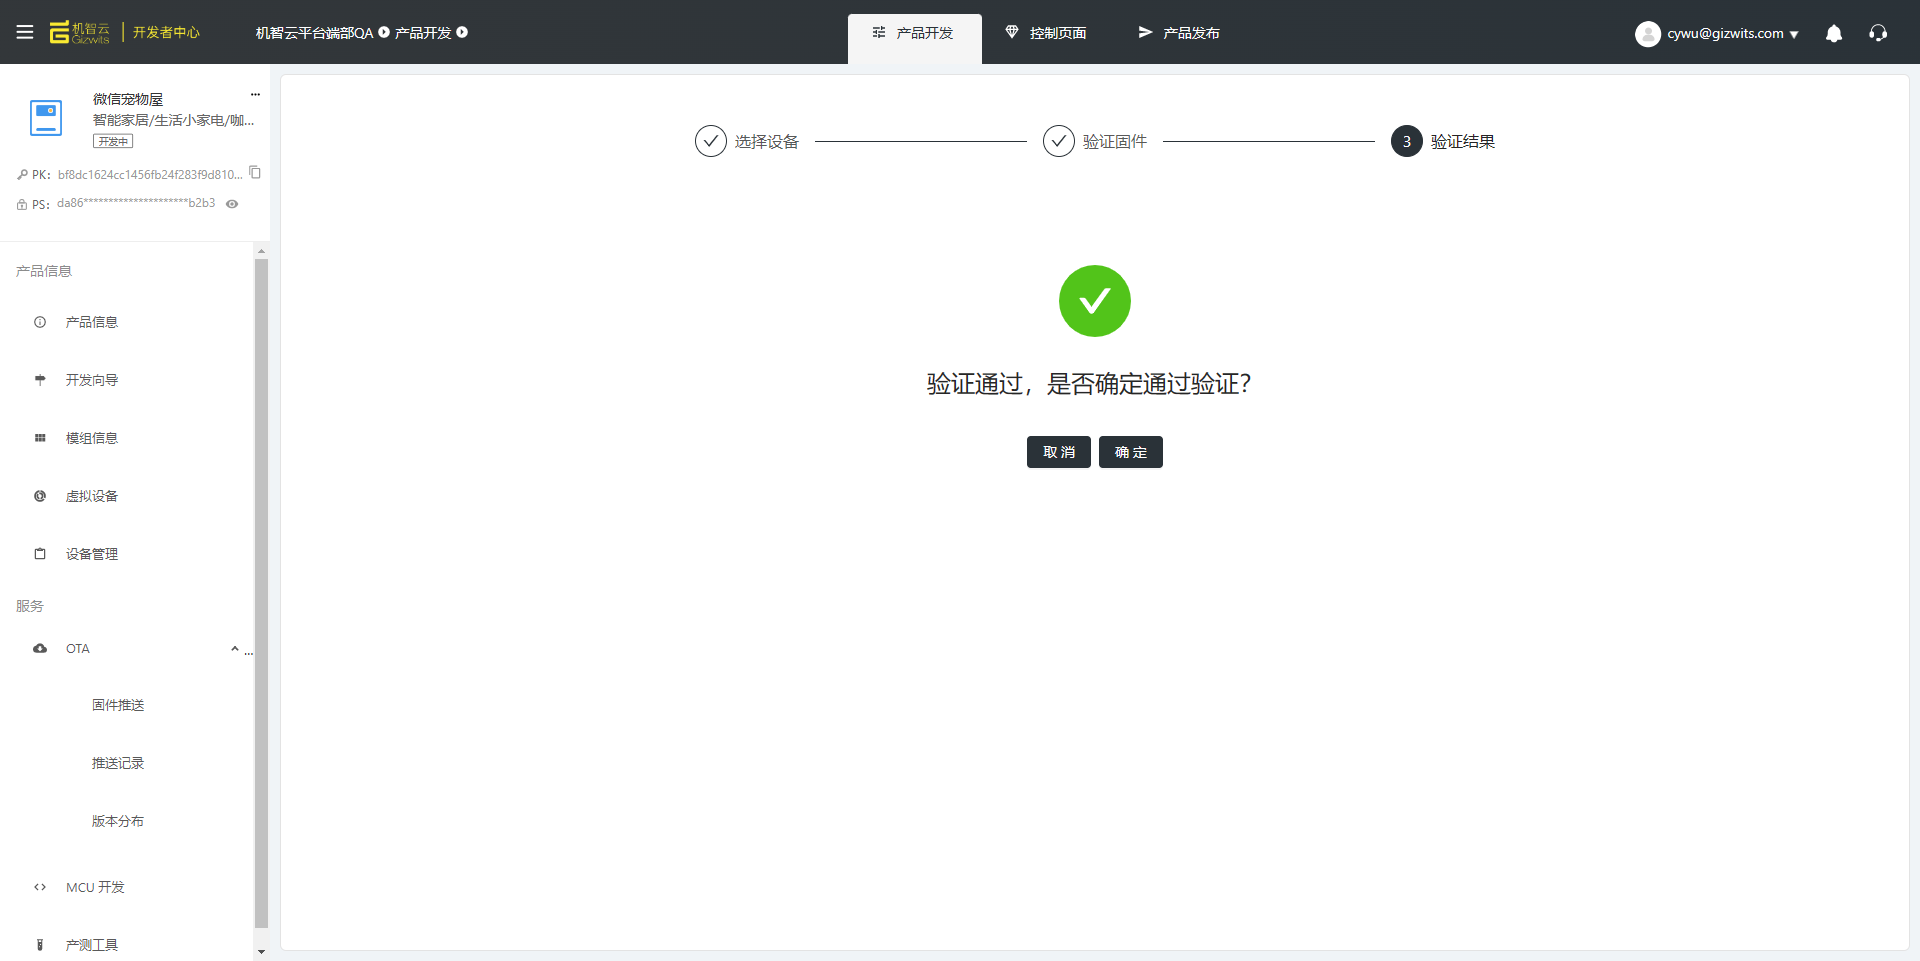 机智云
Gizwits
开发者中心
机智云平台端部QA 产品开发
产品开发
控制页面
产品发布
cywu@gizwits.com
微信宠物屋
智能家居/生活小家电/咖...
开发中
PK: bf8dc1624cc1456fb24f283f9d810...
PS: da86*********************b2b3
选择设备
验证固件
3 验证结果
验证通过，是否确定通过验证？
取消
确定
产品信息
产品信息
开发向导
模组信息
虚拟设备
设备管理
服务
OTA
...
固件推送
推送记录
版本分布
MCU 开发
产测工具